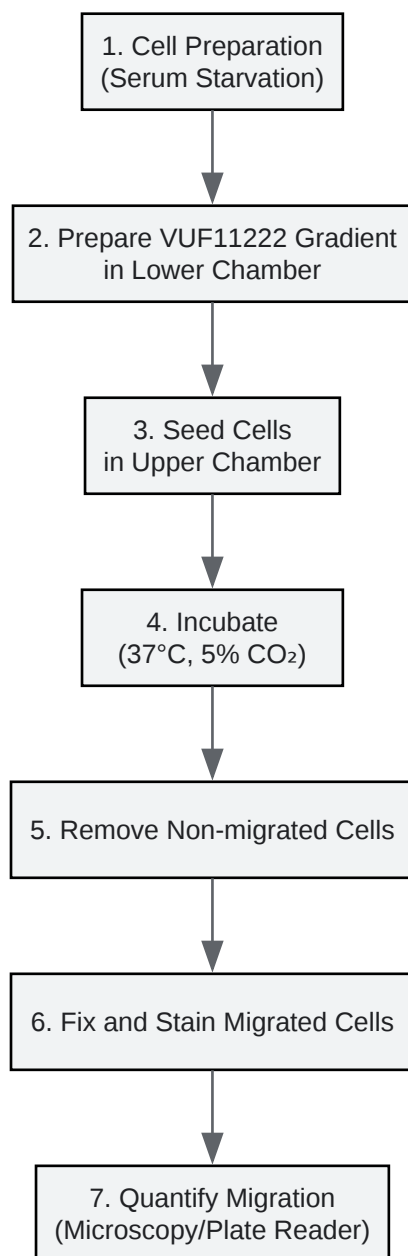 1. Cell Preparation
(Serum Starvation)
2. Prepare VUF11222 Gradient
in Lower Chamber
3. Seed Cells
in Upper Chamber
4. Incubate
(37°C, 5% CO₂)
5. Remove Non-migrated Cells
6. Fix and Stain Migrated Cells
7. Quantify Migration
(Microscopy/Plate Reader)